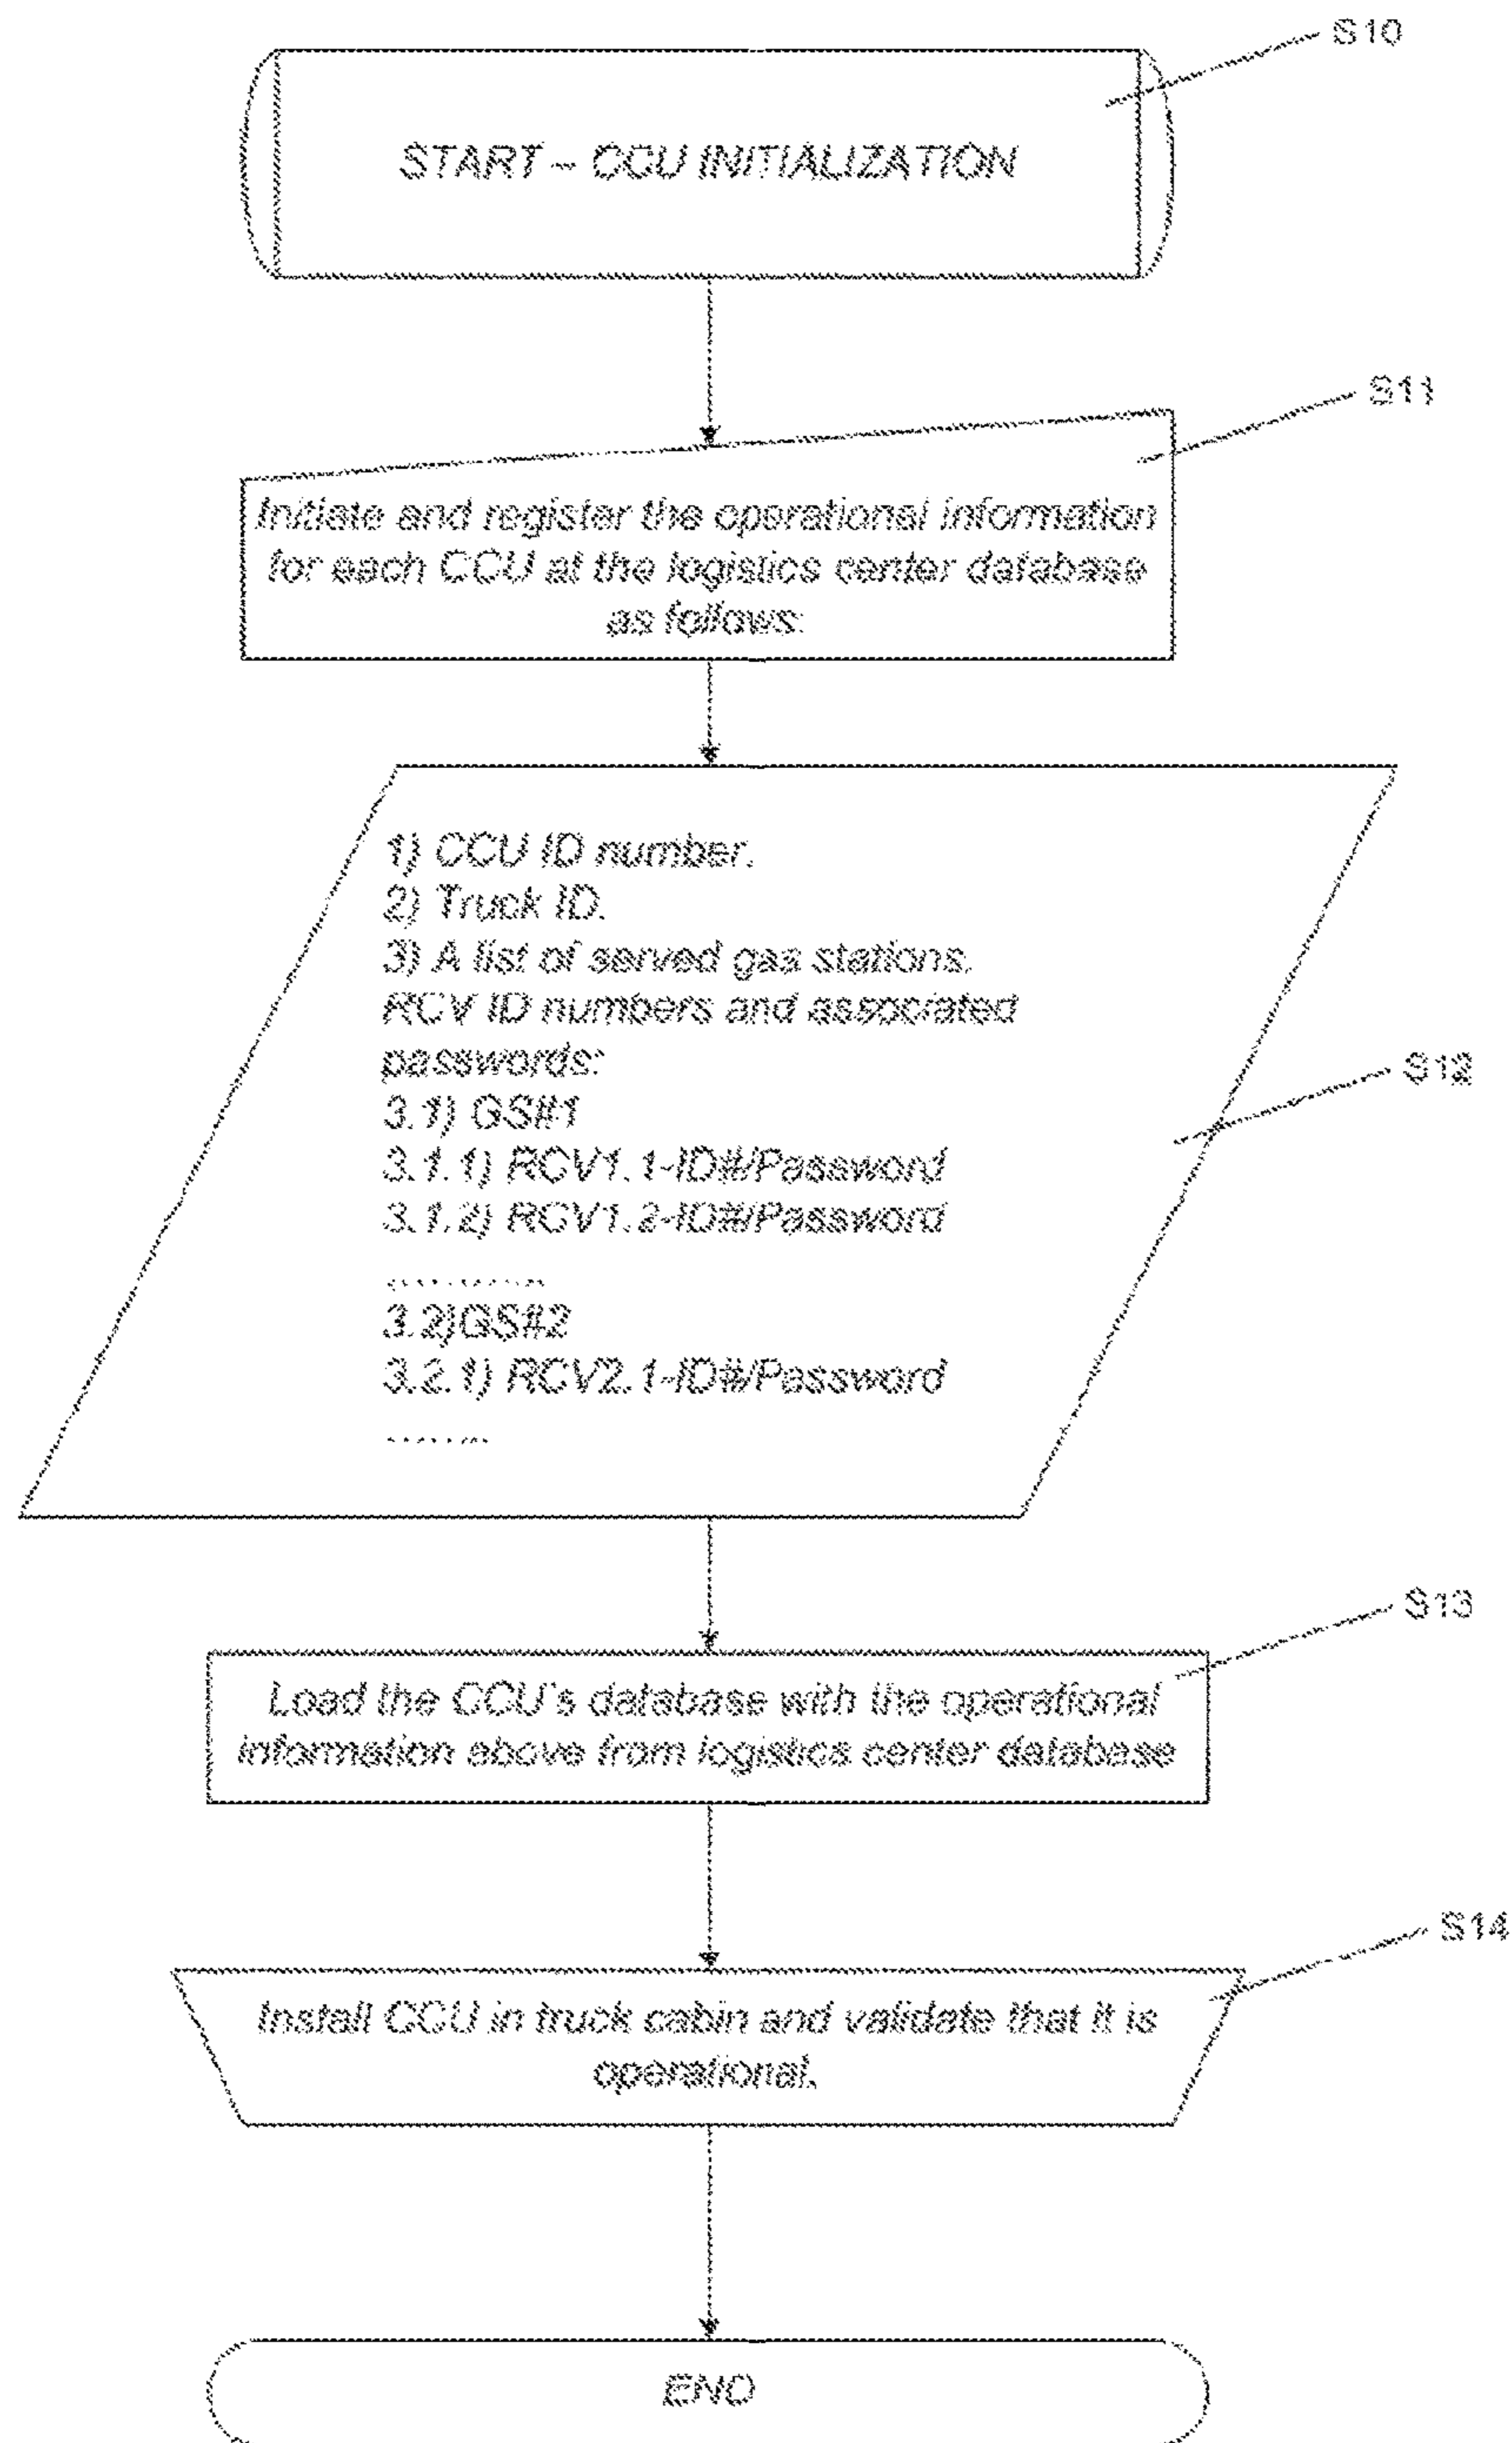 S10
START – CCU INITIALIZATION
S11
Initiate and register the operational information
for each CCU at the logistics center database
as follows:
1) CCU ID number.
2) Truck ID.
3) A list of served gas stations.
RCV ID numbers and associated
passwords:
3.1) GS#1
3.1.1) RCV1.1-ID#/Password
3.1.2) RCV1.2-ID#/Password
.............
3.2)GS#2
3.2.1) RCV2.1-ID#/Password
........
S12
S13
Load the CCU's database with the operational
information above from logistics center database
S14
Install CCU in truck cabin and validate that it is
operational.
END